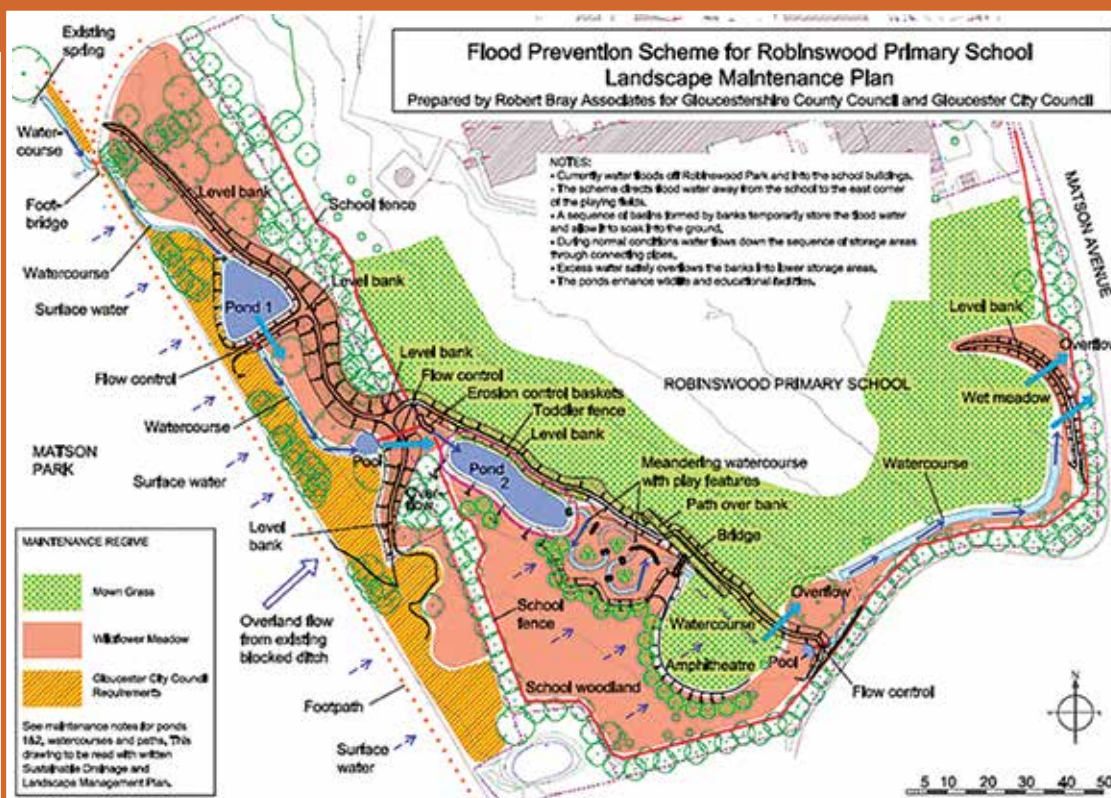 Flood Prevention Scheme for Robinswood Primary School
Landscape Maintenance Plan
Prepared by Robert Bray Associates for Gloucestershire County Council and Gloucester City Council
NOTES:
• Currently water floods off Robinswood Park and into the school buildings.
• The scheme directs flood water away from the school to the east corner
of the playing fields.
• A sequence of basins formed by banks temporarily store the flood water
and allow it to soak into the ground.
• During normal conditions water flows down the sequence of storage areas
through connecting pipes.
• Excess water safely overflows the banks into lower storage areas.
• The ponds enhance wildlife and educational facilities.
Existing
spring
Water-
course
Foot-
bridge
Watercourse
Surface water
Level bank
School fence
Level bank
Pond 1
Flow control
Watercourse
Surface water
MATSON
PARK
Pool
Level bank
Flow control
Erosion control baskets
Toddler fence
Level bank
Pond
2
Over-
flow
Level
bank
Meandering watercourse
with play features
Path over bank
Bridge
ROBINSWOOD PRIMARY SCHOOL
MATSON AVENUE
Level bank
Overflow
Wet meadow
Watercourse
Overflow
Watercourse
Amphitheatre
Pool
Flow control
School
fence
School woodland
Overland flow
from existing
blocked ditch
Footpath
Surface
water
MAINTENANCE REGIME
Mown Grass
Wildflower Meadow
Gloucester City Council
Requirements
See maintenance notes for ponds
1&2, watercourses and paths. This
drawing to be read with written
Sustainable Drainage and
Landscape Management Plan.
N
5 10 20 30 40 50